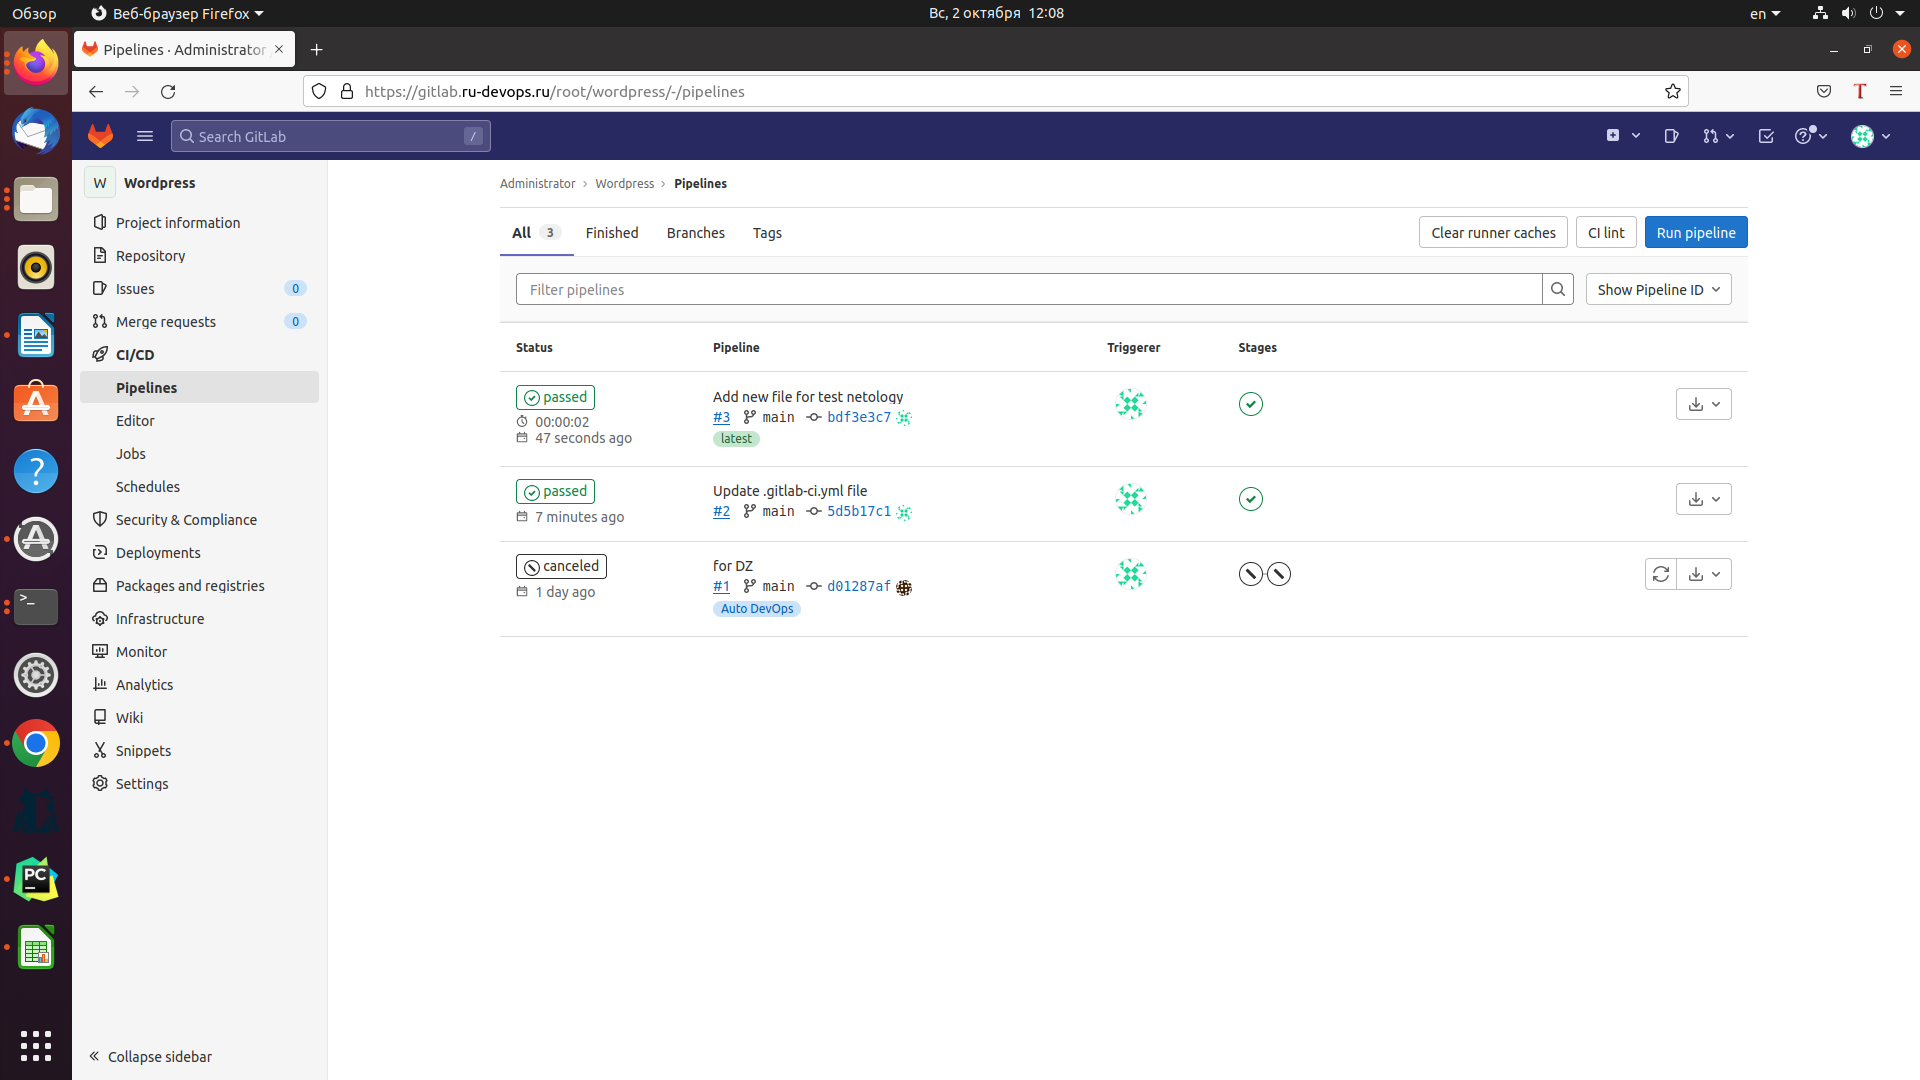 Обзор
Веб-браузер Firefox
Вс, 2 октября 12:08
en
Pipelines · Administrator
https://gitlab.ru-devops.ru/root/wordpress/-/pipelines
T
Search GitLab
/
W
Wordpress
Project information
Repository
Issues
0
Merge requests
0
CI/CD
Pipelines
Editor
Jobs
Schedules
Security & Compliance
Deployments
Packages and registries
Infrastructure
Monitor
Analytics
Wiki
Snippets
Settings
Collapse sidebar
Administrator › Wordpress › Pipelines
All 3
Finished
Branches
Tags
Clear runner caches
CI lint
Run pipeline
Filter pipelines
Show Pipeline ID
Status
Pipeline
Triggerer
Stages
passed
00:00:02
47 seconds ago
Add new file for test netology
#3 main bdf3e3c7
latest
passed
7 minutes ago
Update .gitlab-ci.yml file
#2 main 5d5b17c1
canceled
1 day ago
for DZ
#1 main d01287af
Auto DevOps
?
>_
PC